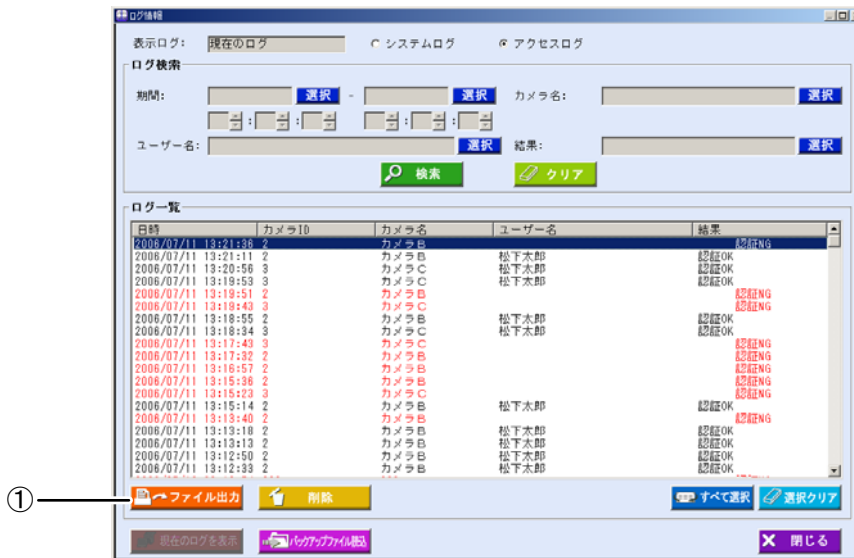 ログ情報
表示ログ: 現在のログ システムログ アクセスログ
ログ検索
期間: 選択 - 選択 カメラ名: 選択
: : : :
ユーザー名: 選択 結果: 選択
検索 クリア
ログ一覧
日時 カメラID カメラ名 ユーザー名 結果
2006/07/11 13:21:36 2 カメラB 認証NG
2006/07/11 13:21:11 2 カメラB 松下太郎 認証OK
2006/07/11 13:20:56 3 カメラC 松下太郎 認証OK
2006/07/11 13:19:53 3 カメラC 松下太郎 認証OK
2006/07/11 13:19:51 2 カメラB 認証NG
2006/07/11 13:19:43 3 カメラC 認証NG
2006/07/11 13:18:55 2 カメラB 松下太郎 認証OK
2006/07/11 13:18:34 3 カメラC 松下太郎 認証OK
2006/07/11 13:17:43 3 カメラC 認証NG
2006/07/11 13:17:32 2 カメラB 認証NG
2006/07/11 13:16:57 2 カメラB 認証NG
2006/07/11 13:15:36 2 カメラB 認証NG
2006/07/11 13:15:23 3 カメラC 認証NG
2006/07/11 13:15:14 2 カメラB 松下太郎 認証OK
2006/07/11 13:13:40 2 カメラB 認証NG
2006/07/11 13:13:18 2 カメラB 松下太郎 認証OK
2006/07/11 13:13:13 2 カメラB 松下太郎 認証OK
2006/07/11 13:12:50 2 カメラB 松下太郎 認証OK
2006/07/11 13:12:33 2 カメラB 松下太郎 認証OK
① ファイル出力 削除 すべて選択 選択クリア
現在のログを表示 バックアップファイル読込 閉じる